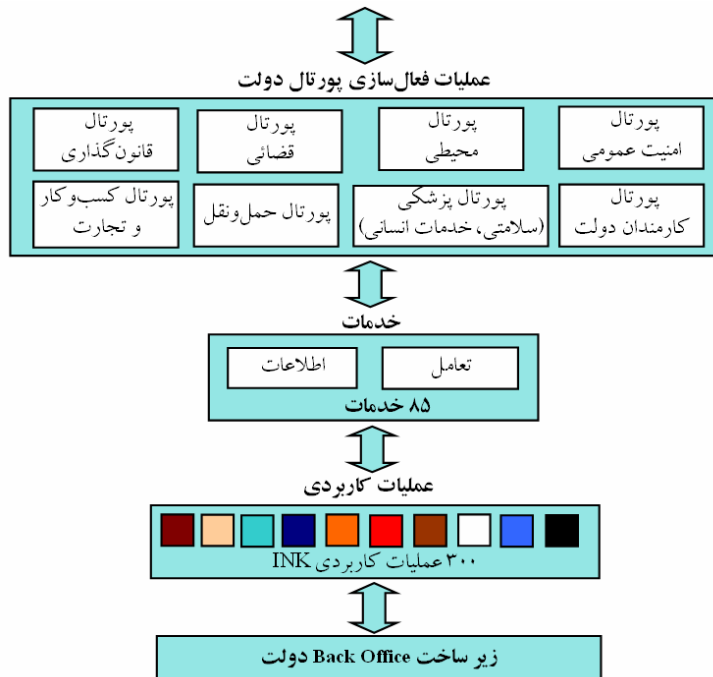 عملیات فعال‌سازی پورتال دولت
پورتال
امنیت عمومی
پورتال
محیطی
پورتال
قضائی
پورتال
قانون‌گذاری
پورتال
کارمندان دولت
پورتال پزشکی
(سلامتی، خدمات انسانی)
پورتال حمل‌ونقل
پورتال کسب‌وکار
و تجارت
خدمات
تعامل
اطلاعات
۸۵ خدمات
عملیات کاربردی
۳۰۰ عملیات کاربردی INK
زیر ساخت Back Office دولت